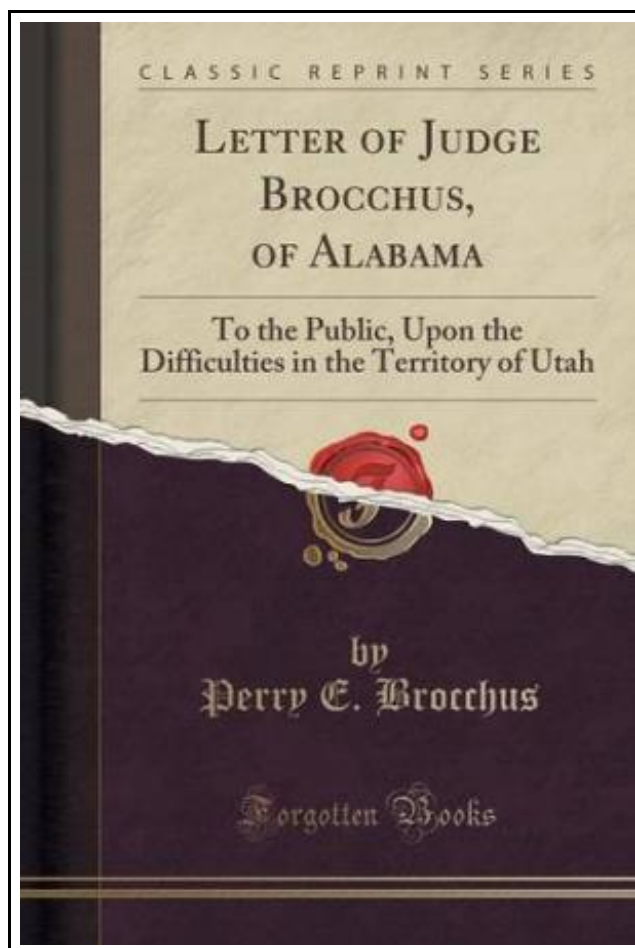 CLASSIC REPRINT SERIES
LETTER OF JUDGE
BROCCHUS,
OF ALABAMA
To the Public, Upon the
Difficulties in the Territory of Utah
by
Perry E. Brocchus
Forgotten Books